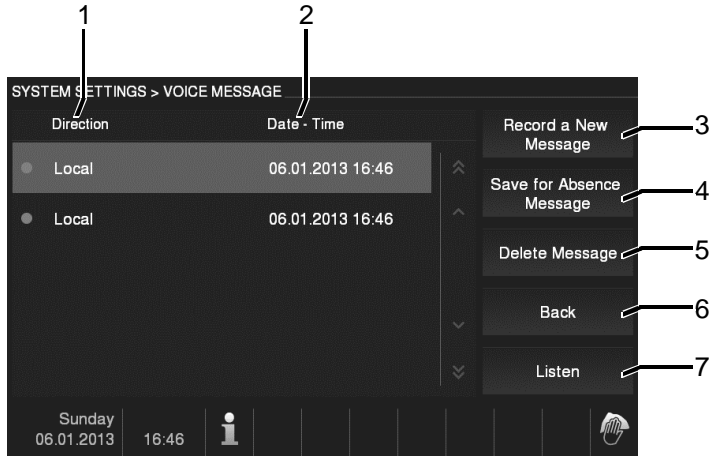 1
2
SYSTEM SETTINGS > VOICE MESSAGE
Direction
Date - Time
Local
06.01.2013 16:46
Local
06.01.2013 16:46
Record a New
Message
3
Save for Absence
Message
4
Delete Message
5
Back
6
Listen
7
Sunday
06.01.2013
16:46
i